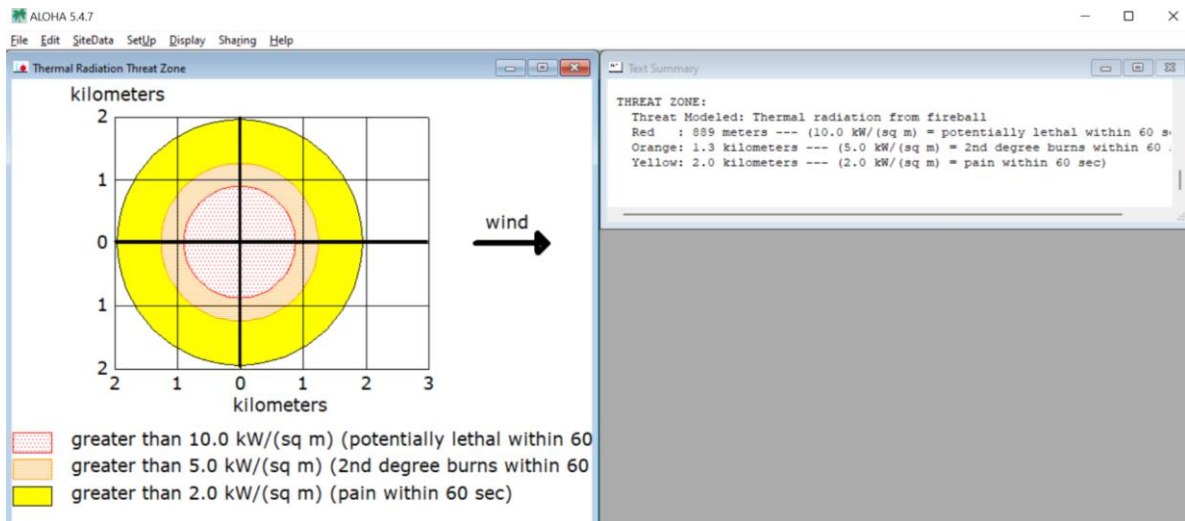 ALOHA 5.4.7
File Edit SiteData SetUp Display Sharing Help
Thermal Radiation Threat Zone
kilometers
2
1
0
1
2
2 1 0 1 2 3
kilometers
wind
greater than 10.0 kW/(sq m) (potentially lethal within 60
greater than 5.0 kW/(sq m) (2nd degree burns within 60
greater than 2.0 kW/(sq m) (pain within 60 sec)
Text Summary
THREAT ZONE:
Threat Modeled: Thermal radiation from fireball
Red : 889 meters --- (10.0 kW/(sq m) = potentially lethal within 60 s
Orange: 1.3 kilometers --- (5.0 kW/(sq m) = 2nd degree burns within 60
Yellow: 2.0 kilometers --- (2.0 kW/(sq m) = pain within 60 sec)